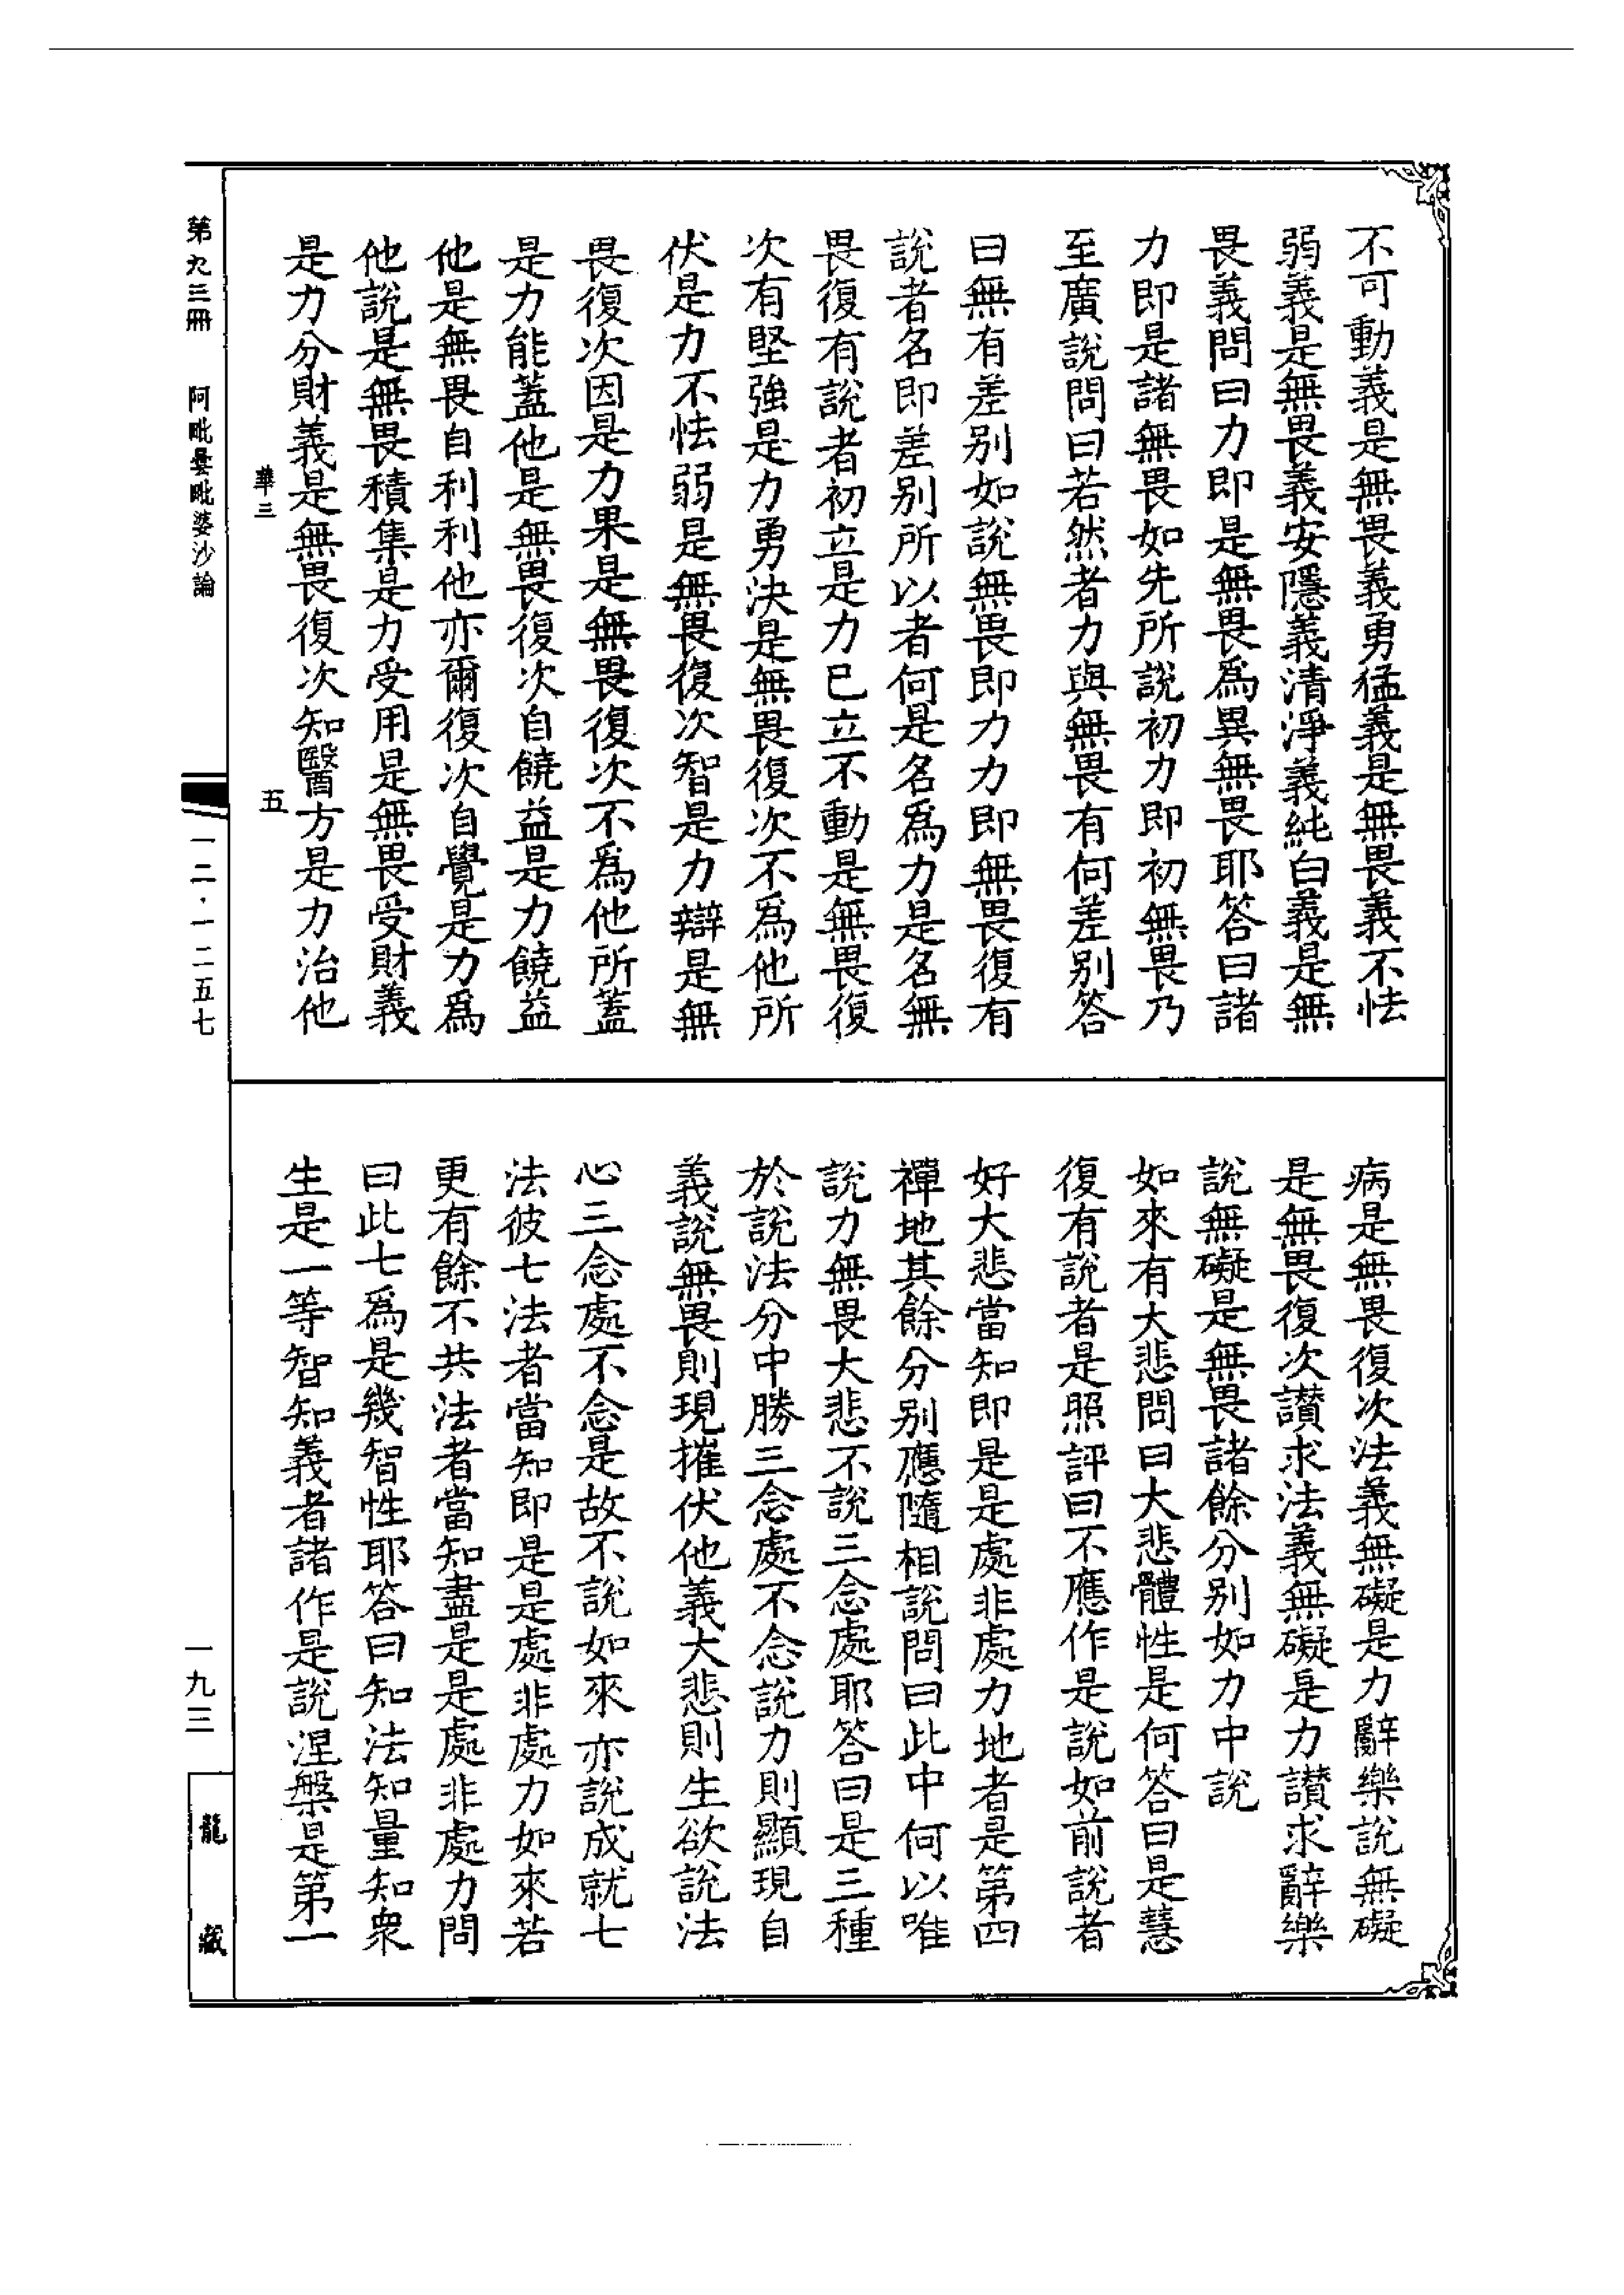 不可動義是無畏義勇猛義是無畏義不怯
弱義是無畏義安隱義清淨義純白義是無
畏義問曰力即是無畏為異無畏耶答曰諸
力即是諸無畏如先所說初力即初無畏乃
至廣說問曰若然者力與無畏有何差別答
曰無有差別如說無畏即力力即無畏復有
說者名即差別所以者何是名為力是名無
畏復有說者初立是力已立不動是無畏復
次有堅強是力勇決是無畏復次不為他所
伏是力不怯弱是無畏復次智是力辯是無
畏復次因是力果是無畏復次不為他所蓋
是力能蓋他是無畏復次自饒益是力饒益
他是無畏自利利他亦爾復次自覺是力為
他說是無畏積集是力受用是無畏受財義
是力分財義是無畏復次知醫方是力治他
華三
五
病是無畏復次法義無礙是力辭樂說無礙
是無畏復次讚求法義無礙是力讚求辭樂
說無礙是無畏諸餘分別如力中說
如來有大悲問曰大悲體性是何答曰是慧
復有說者是照評曰不應作是說如前說者
好大悲當知即是是處非處力地者是第四
禪地其餘分別應隨相說問曰此中何以唯
說力無畏大悲不說三念處耶答曰是三種
於說法分中勝三念處不念說力則顯現自
義說無畏則現摧伏他義大悲則生欲說法
心三念處不念是故不說如來亦說成就七
法彼七法者當知即是是處非處力如來若
更有餘不共法者當知盡是是處非處力問
曰此七為是幾智性耶答曰知法知量知眾
生是一等智知義者諸作是說涅槃是第一
第九三冊
阿毗曇毗婆沙論
一二·一二五七
一九三
龍藏